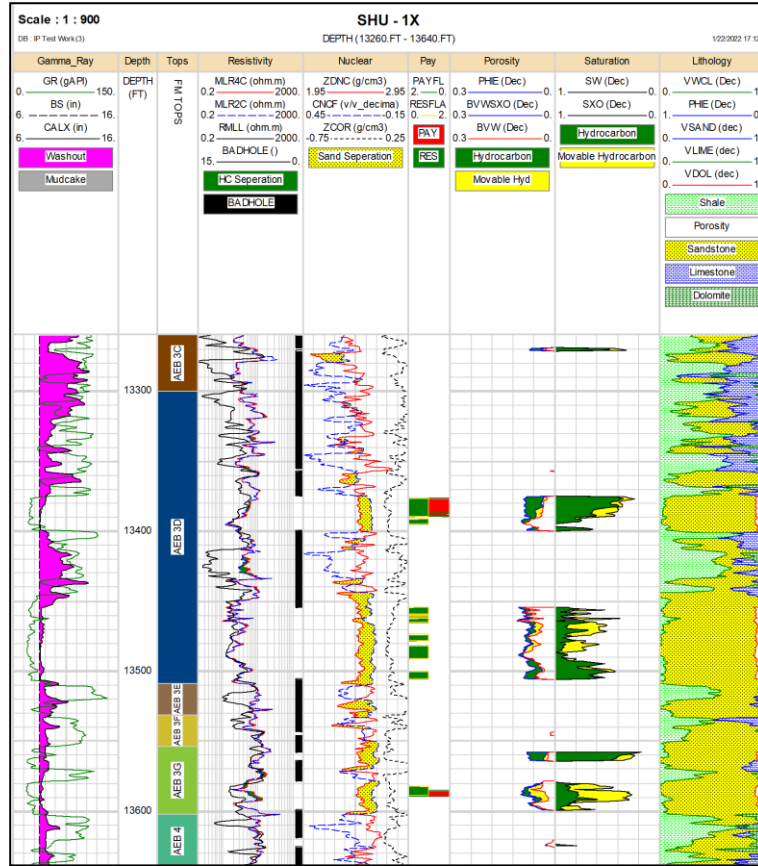 Scale : 1 : 900
SHU - 1X
DB : IP Test Work(3)
DEPTH (13260.FT - 13640.FT)
1/22/2022 17:12
Gamma_Ray Depth Tops Resistivity Nuclear Pay Porosity Saturation Lithology
GR (gAPI)
0. 150.
BS (in)
6. 16.
CALX (in)
6. 16.
Washout
Mudcake
DEPTH
(FT)
FM TOPS
MLR4C (ohm.m)
0.2 2000.
MLR2C (ohm.m)
0.2 2000.
RMLL (ohm.m)
0.2 2000.
BADHOLE ()
15. 0.
HC Seperation
BADHOLE
ZDNC (g/cm3)
1.95 2.95
CNCF (v/v_decima)
0.45 -0.15
ZCOR (g/cm3)
-0.75 0.25
Sand Seperation
PAYFL
2. 0.
RESFLA
0. 2.
PAY
RES
PHIE (Dec)
0.3 0.
BVWSXO (Dec)
0.3 0.
BVW (Dec)
0.3 0.
Hydrocarbon
Movable Hyd
SW (Dec)
1. 0.
SXO (Dec)
1. 0.
Hydrocarbon
Movable Hydrocarbon
VWCL (Dec)
0. 1
PHIE (Dec)
1. 0
VSAND (Dec)
0. 1
VLIME (dec)
0. 1
VDOL (dec)
0. 1
Shale
Porosity
Sandstone
Limestone
Dolomite
AEB 3C
13300
AEB 3D
13400
13500
AEB 3E
AEB 3F
AEB 3G
13600
AEB 4